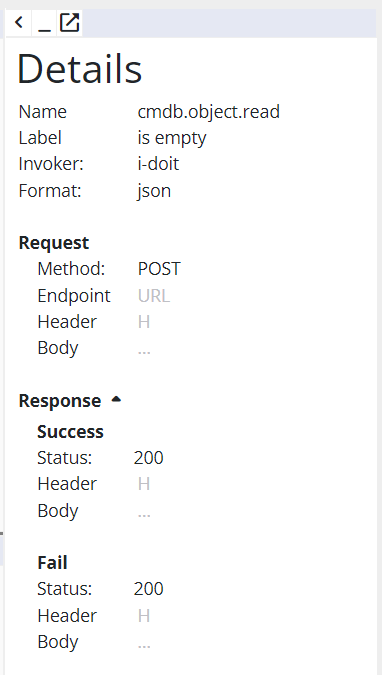 Details
Name cmdb.object.read
Label is empty
Invoker: i-doit
Format: json
Request
Method: POST
Endpoint URL
Header H
Body ...
Response
Success
Status: 200
Header H
Body ...
Fail
Status: 200
Header H
Body ...